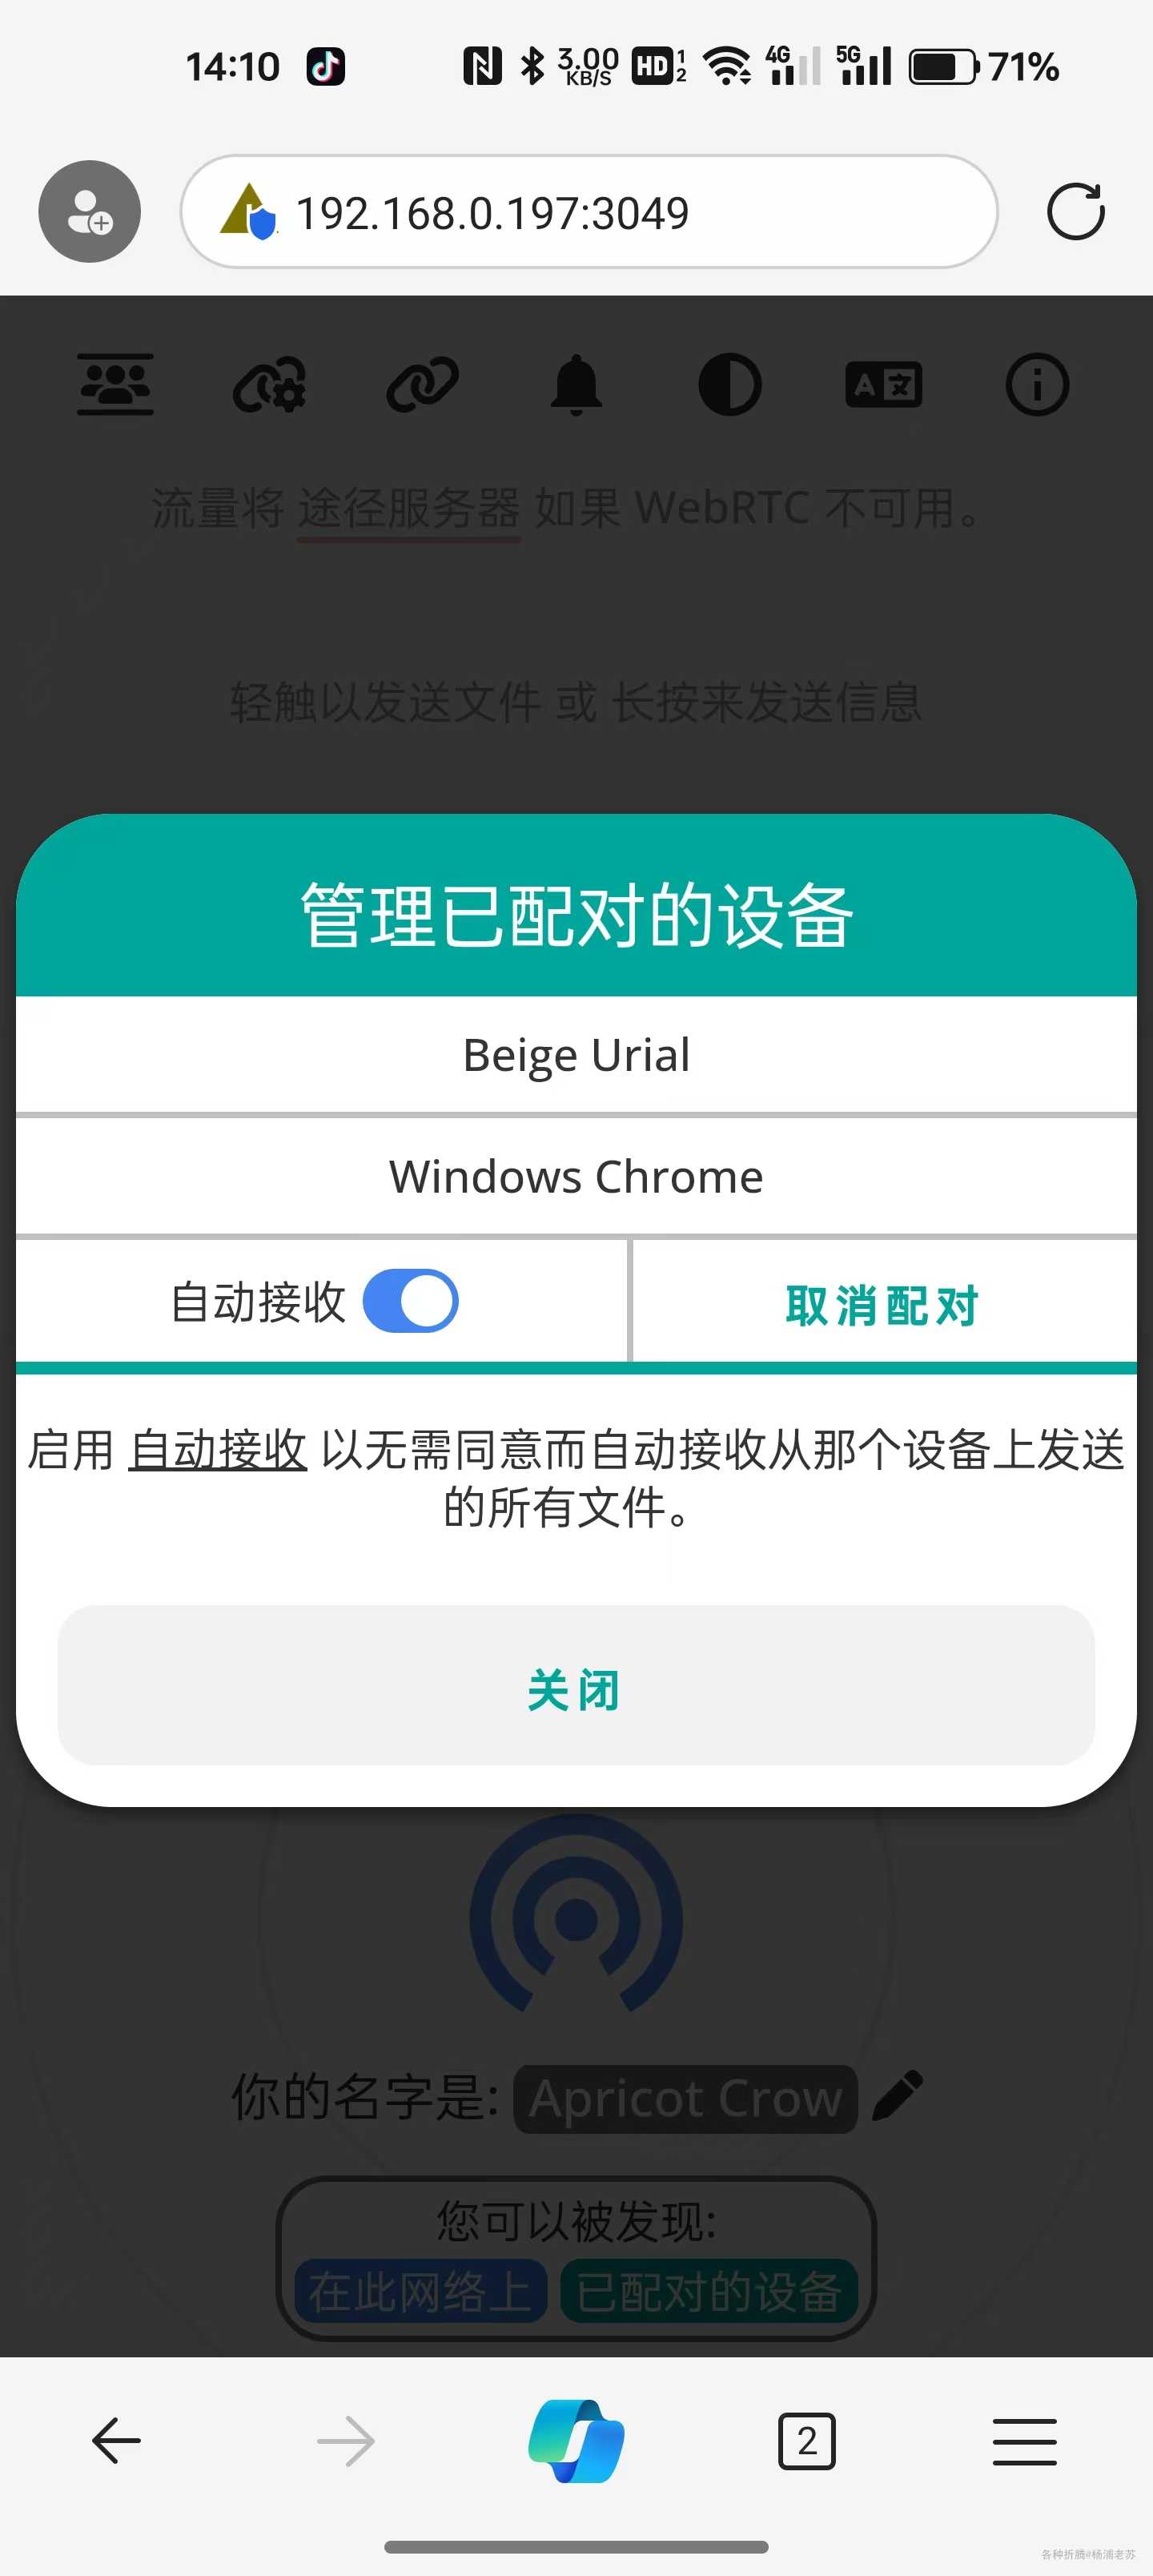 14:10 3.00 KB/S HD 1 2 4G 5G 71%
192.168.0.197:3049
A 文
流量将 途径服务器 如果 WebRTC 不可用。
轻触以发送文件 或 长按来发送信息
管理已配对的设备
Beige Urial
Windows Chrome
自动接收 取消配对
启用 自动接收 以无需同意而自动接收从那个设备上发送
的所有文件。
关闭
你的名字是: Apricot Crow
您可以被发现:
在此网络上 已配对的设备
2
各种折腾#杨浦老苏